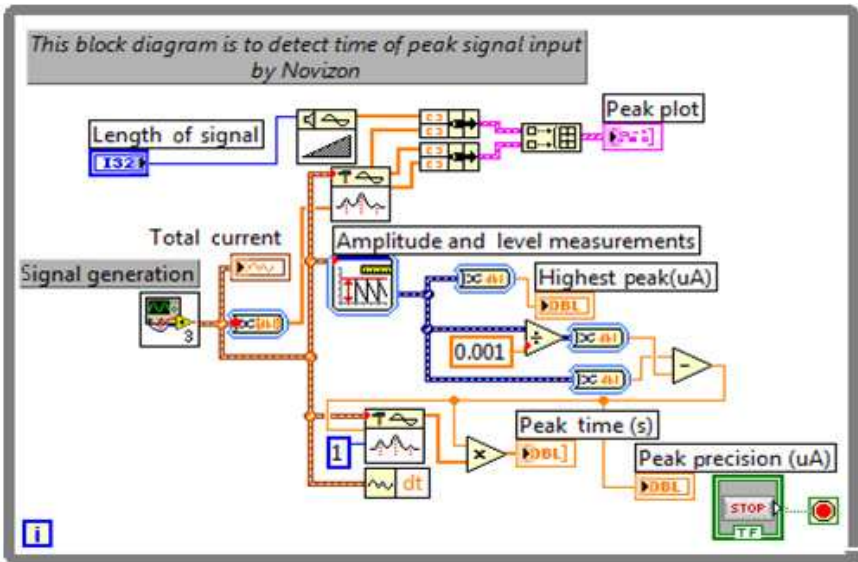 This block diagram is to detect time of peak signal input
by Novizon
Peak plot
Length of signal
I32
Total current
Amplitude and level measurements
Signal generation
Highest peak(uA)
DBL
3
0.001
Peak time (s)
1
DBL]
Peak precision (uA)
dt
DBL
STOP
TF
i